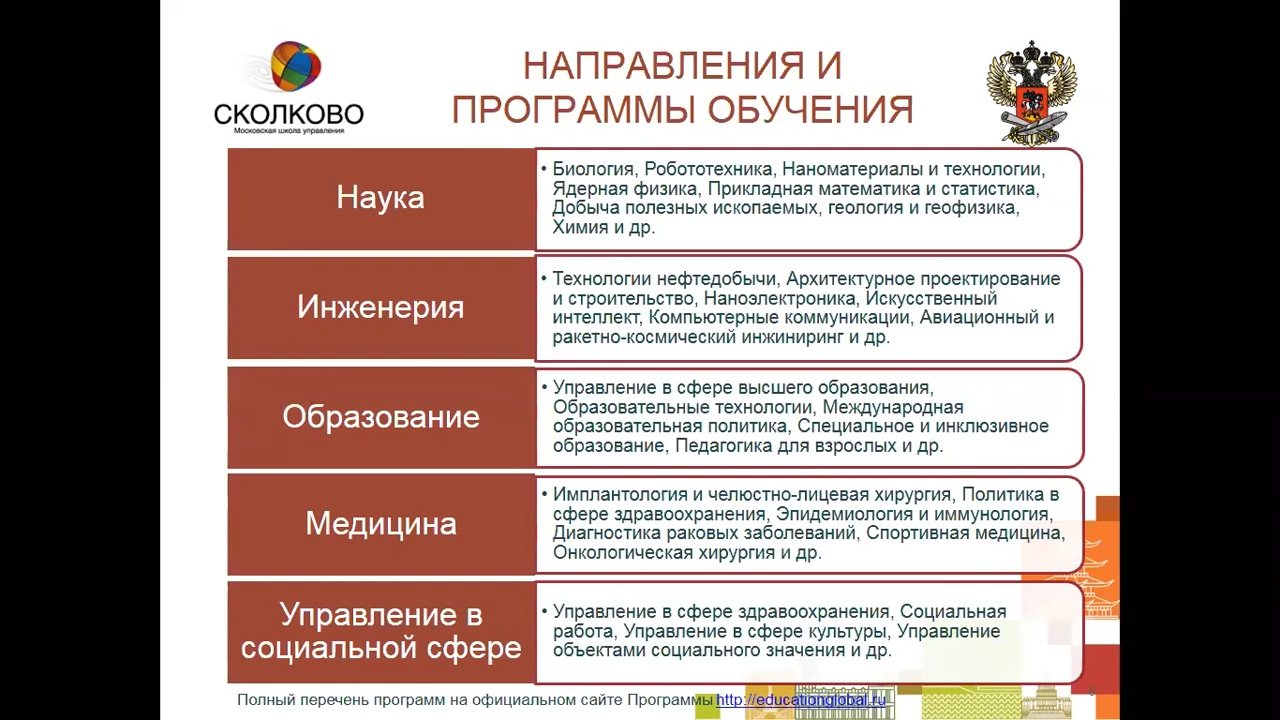 СКОЛКОВО
Московская школа управления
НАПРАВЛЕНИЯ И
ПРОГРАММЫ ОБУЧЕНИЯ
Наука
• Биология, Робототехника, Наноматериалы и технологии,
Ядерная физика, Прикладная математика и статистика,
Добыча полезных ископаемых, геология и геофизика,
Химия и др.
Инженерия
• Технологии нефтедобычи, Архитектурное проектирование
и строительство, Наноэлектроника, Искусственный
интеллект, Компьютерные коммуникации, Авиационный и
ракетно-космический инжиниринг и др.
Образование
• Управление в сфере высшего образования,
Образовательные технологии, Международная
образовательная политика, Специальное и инклюзивное
образование, Педагогика для взрослых и др.
Медицина
• Имплантология и челюстно-лицевая хирургия, Политика в
сфере здравоохранения, Эпидемиология и иммунология,
Диагностика раковых заболеваний, Спортивная медицина,
Онкологическая хирургия и др.
Управление в
социальной сфере
• Управление в сфере здравоохранения, Социальная
работа, Управление в сфере культуры, Управление
объектами социального значения и др.
Полный перечень программ на официальном сайте Программы http://educationglobal.ru